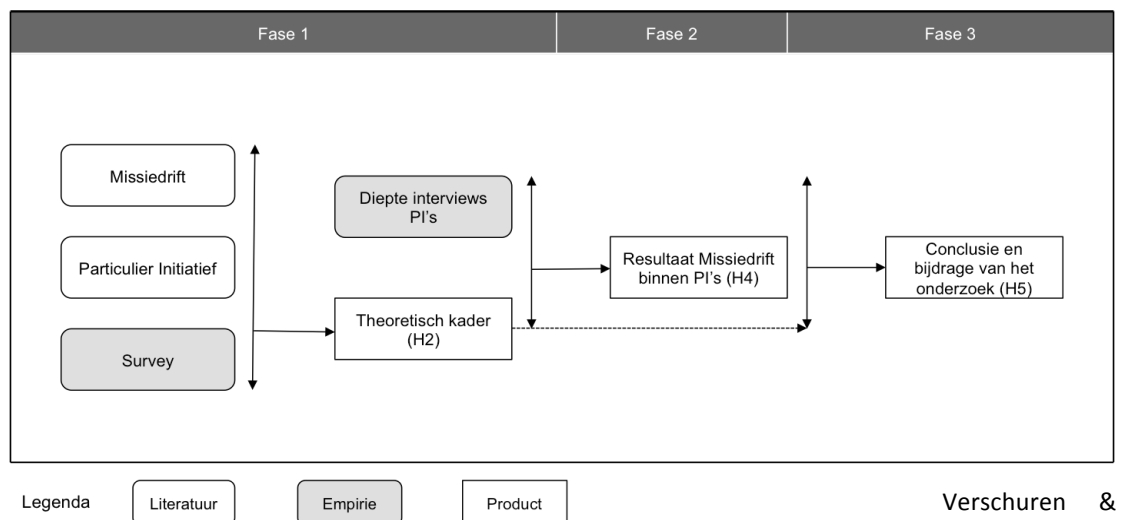 Fase 1
Fase 2
Fase 3
Missiedrift
Particulier Initiatief
Survey
Diepte interviews
PI's
Theoretisch kader
(H2)
Resultaat Missiedrift
binnen PI's (H4)
Conclusie en
bijdrage van het
onderzoek (H5)
Legenda
Literatuur
Empirie
Product
Verschuren &